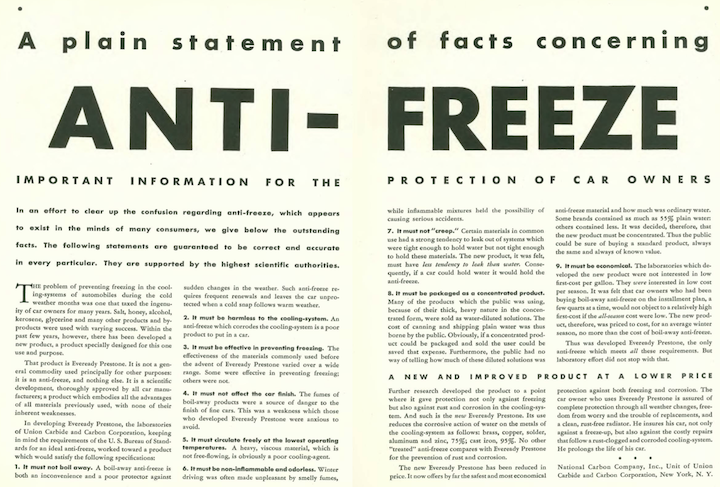 A plain statement of facts concerning
ANTI-FREEZE
IMPORTANT INFORMATION FOR THE PROTECTION OF CAR OWNERS
In an effort to clear up the confusion regarding anti-freeze, which appears
to exist in the minds of many consumers, we give below the outstanding
facts. The following statements are guaranteed to be correct and accurate
in every particular. They are supported by the highest scientific authorities.
THE problem of preventing freezing in the cool-
ing-systems of automobiles during the cold
weather months was one that taxed the ingenu-
ity of car owners for many years. Salt, honey, alcohol,
kerosene, glycerine and many other products and by-
products were used with varying success. Within the
past few years, however, there has been developed a
new product, a product specially designed for this one
use and purpose.
That product is Eveready Prestone. It is not a gen-
eral commodity used principally for other purposes:
it is an anti-freeze, and nothing else. It is a scientific
development, thoroughly approved by all car manu-
facturers; a product which embodies all the advantages
of all materials previously used, with none of their
inherent weaknesses.
In developing Eveready Prestone, the laboratories
of Union Carbide and Carbon Corporation, keeping
in mind the requirements of the U. S. Bureau of Stand-
ards for an ideal anti-freeze, worked toward a product
which would satisfy the following specifications:
1. It must not boil away. A boil-away anti-freeze is
both an inconvenience and a poor protector against
sudden changes in the weather. Such anti-freeze re-
quires frequent renewals and leaves the car unpro-
tected when a cold snap follows warm weather.
2. It must be harmless to the cooling-system. An
anti-freeze which corrodes the cooling-system is a poor
product to put in a car.
3. It must be effective in preventing freezing. The
effectiveness of the materials commonly used before
the advent of Eveready Prestone varied over a wide
range. Some were effective in preventing freezing;
others were not.
4. It must not affect the car finish. The fumes of
boil-away products were a source of danger to the
finish of fine cars. This was a weakness which those
who developed Eveready Prestone were anxious to
avoid.
5. It must circulate freely at the lowest operating
temperatures. A heavy, viscous material, which is
not free-flowing, is obviously a poor cooling-agent.
6. It must be non-inflammable and odorless. Winter
driving was often made unpleasant by smelly fumes,
while inflammable mixtures held the possibility of
causing serious accidents.
7. It must not "creep." Certain materials in common
use had a strong tendency to leak out of systems which
were tight enough to hold water but not tight enough
to hold these materials. The new product, it was felt,
must have less tendency to leak than water. Conse-
quently, if a car could hold water it would hold the
anti-freeze.
8. It must be packaged as a concentrated product.
Many of the products which the public was using,
because of their thick, heavy nature in the concen-
trated form, were sold as water-diluted solutions. The
cost of canning and shipping plain water was thus
borne by the public. Obviously, if a concentrated prod-
uct could be packaged and sold the user could be
saved that expense. Furthermore, the public had no
way of telling how much of these diluted solutions was
anti-freeze material and how much was ordinary water.
Some brands contained as much as 55% plain water:
others contained less. It was decided, therefore, that
the new product must be concentrated. Thus the public
could be sure of buying a standard product, always
the same and always of known value.
9. It must be economical. The laboratories which de-
veloped the new product were not interested in low
first-cost per gallon. They were interested in low cost
per season. It was felt that car owners who had been
buying boil-away anti-freeze on the installment plan, a
few quarts at a time, would not object to a relatively high
first-cost if the all-season cost were low. The new prod-
uct, therefore, was priced to cost, for an average winter
season, no more than the cost of boil-away anti-freeze.
Thus was developed Eveready Prestone, the only
anti-freeze which meets all these requirements. But
laboratory effort did not stop with that.
A NEW AND IMPROVED PRODUCT AT A LOWER PRICE
Further research developed the product to a point
where it gave protection not only against freezing
but also against rust and corrosion in the cooling-sys-
tem. And such is the new Eveready Prestone. Its use
reduces the corrosive action of water on the metals of
the cooling-system as follows: brass, copper, solder,
aluminum and zinc, 75%; cast iron, 95%. No other
"treated" anti-freeze compares with Eveready Prestone
for the prevention of rust and corrosion.
The new Eveready Prestone has been reduced in
price. It now offers by far the safest and most economical
protection against both freezing and corrosion. The
car owner who uses Eveready Prestone is assured of
complete protection through all weather changes, free-
dom from worry and the trouble of replacements, and
a clean, rust-free radiator. He insures his car, not only
against a freeze-up, but also against the costly repairs
that follow a rust-clogged and corroded cooling-system.
He prolongs the life of his car.
National Carbon Company, Inc., Unit of Union
Carbide and Carbon Corporation, New York, N. Y.